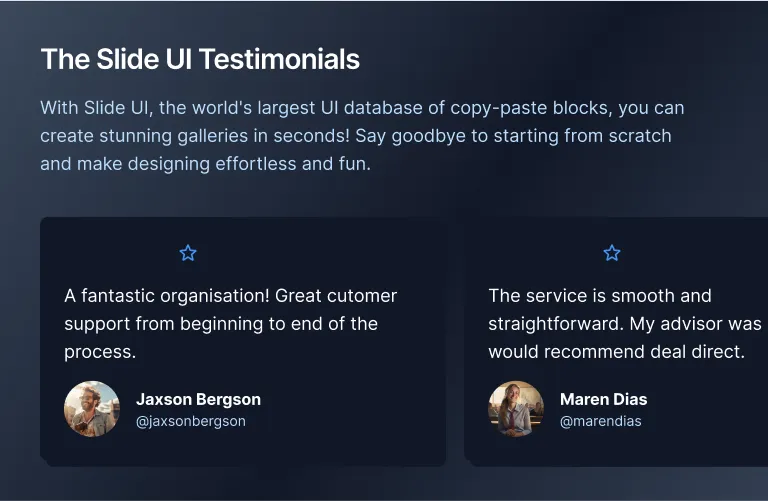 The Slide UI Testimonials
With Slide UI, the world's largest UI database of copy-paste blocks, you can
create stunning galleries in seconds! Say goodbye to starting from scratch
and make designing effortless and fun.
A fantastic organisation! Great cutomer
support from beginning to end of the
process.
Jaxson Bergson
@jaxsonbergson
The service is smooth and
straightforward. My advisor was
would recommend deal direct.
Maren Dias
@marendias